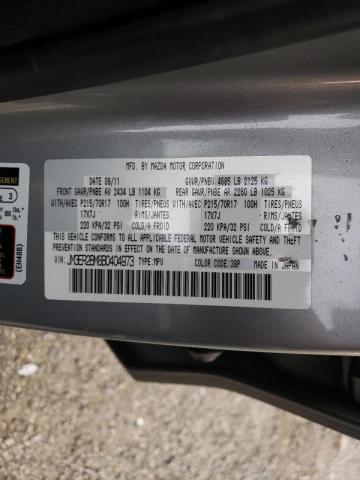 MFD. BY MAZDA MOTOR CORPORATION
DATE 09/11 GVWR/PNBV 4685 LB 2125 KG
FRONT GAWR/PNBE AV 2434 LB 1104 KG REAR GAWR/PNBE AR 2260 LB 1025 KG
WITH/AVEC P215/70R17 100H TIRES/PNEUS WITH/AVEC P215/70R17 100H TIRES/PNEUS
17X7J RIMS/JANTES 17X7J RIMS/JANTES
220 KPA/32 PSI COLD/A FROID 220 KPA/32 PSI COLD/A FROID
THIS VEHICLE CONFORMS TO ALL APPLICABLE FEDERAL MOTOR VEHICLE
SAFETY, BUMPER, AND THEFT PREVENTION STANDARDS IN EFFECT ON THE DATE
OF MANUFACTURE SHOWN ABOVE.
VIN: JM3ER2BM8B0404973 TYPE:MPV COLOR CODE:38P MADE IN JAPAN
3
(EH48B)